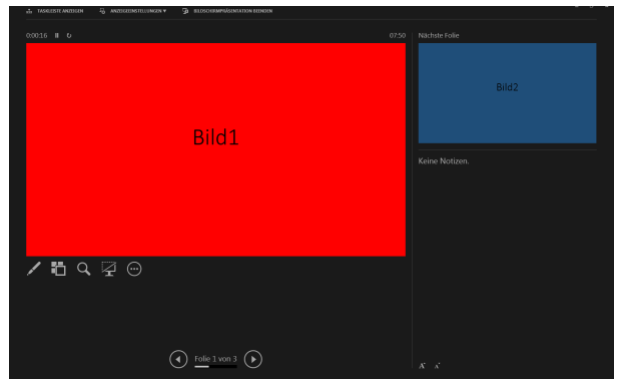 TASKLEISTE ANZEIGEN ANZEIGEEINSTELLUNGEN ▾ BILDSCHIRMPRÄSENTATION BEENDEN
0:00:16 07:50 Nächste Folie
Bild1
Bild2
Keine Notizen.
Folie 1 von 3
A A